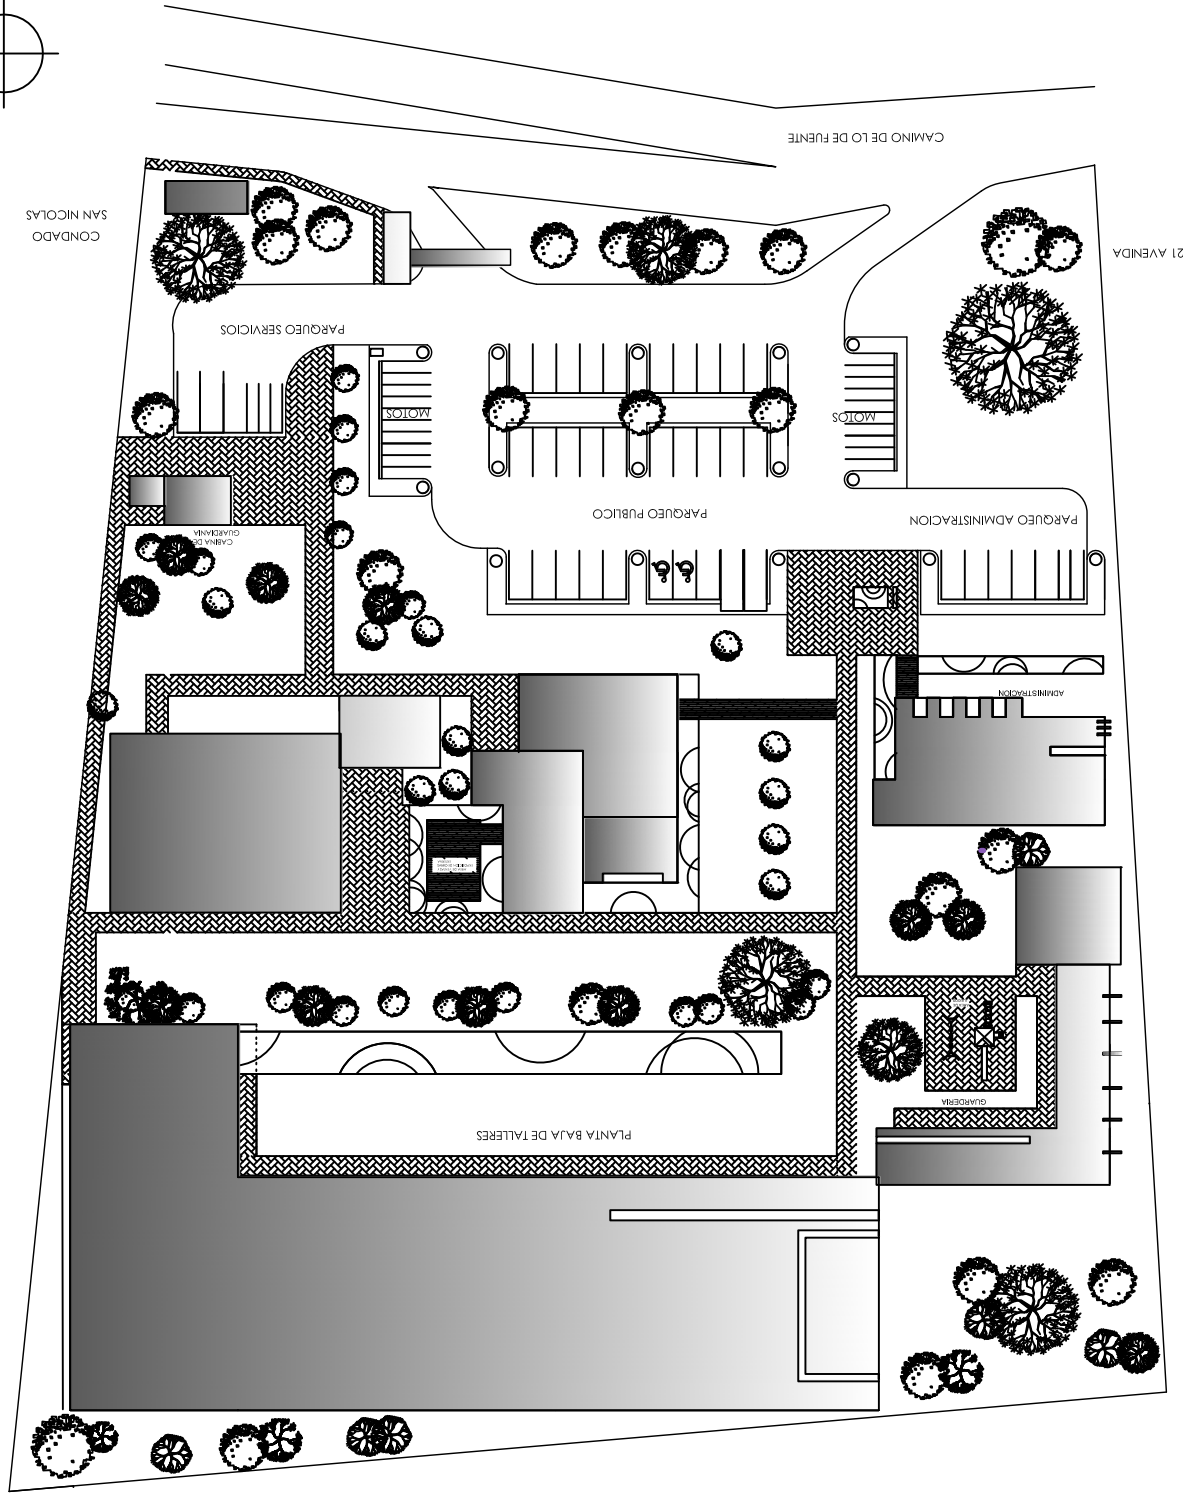 CAMINO DE LO DE FUENTE
CONDADO
SAN NICOLAS
21 AVENIDA
PARQUEO SERVICIOS
MOTOS
MOTOS
PARQUEO PUBLICO
PARQUEO ADMINISTRACION
CABINA DE
GUARDIANIA
ADMINISTRACION
GUARDERIA
PLANTA BAJA DE TALLERES